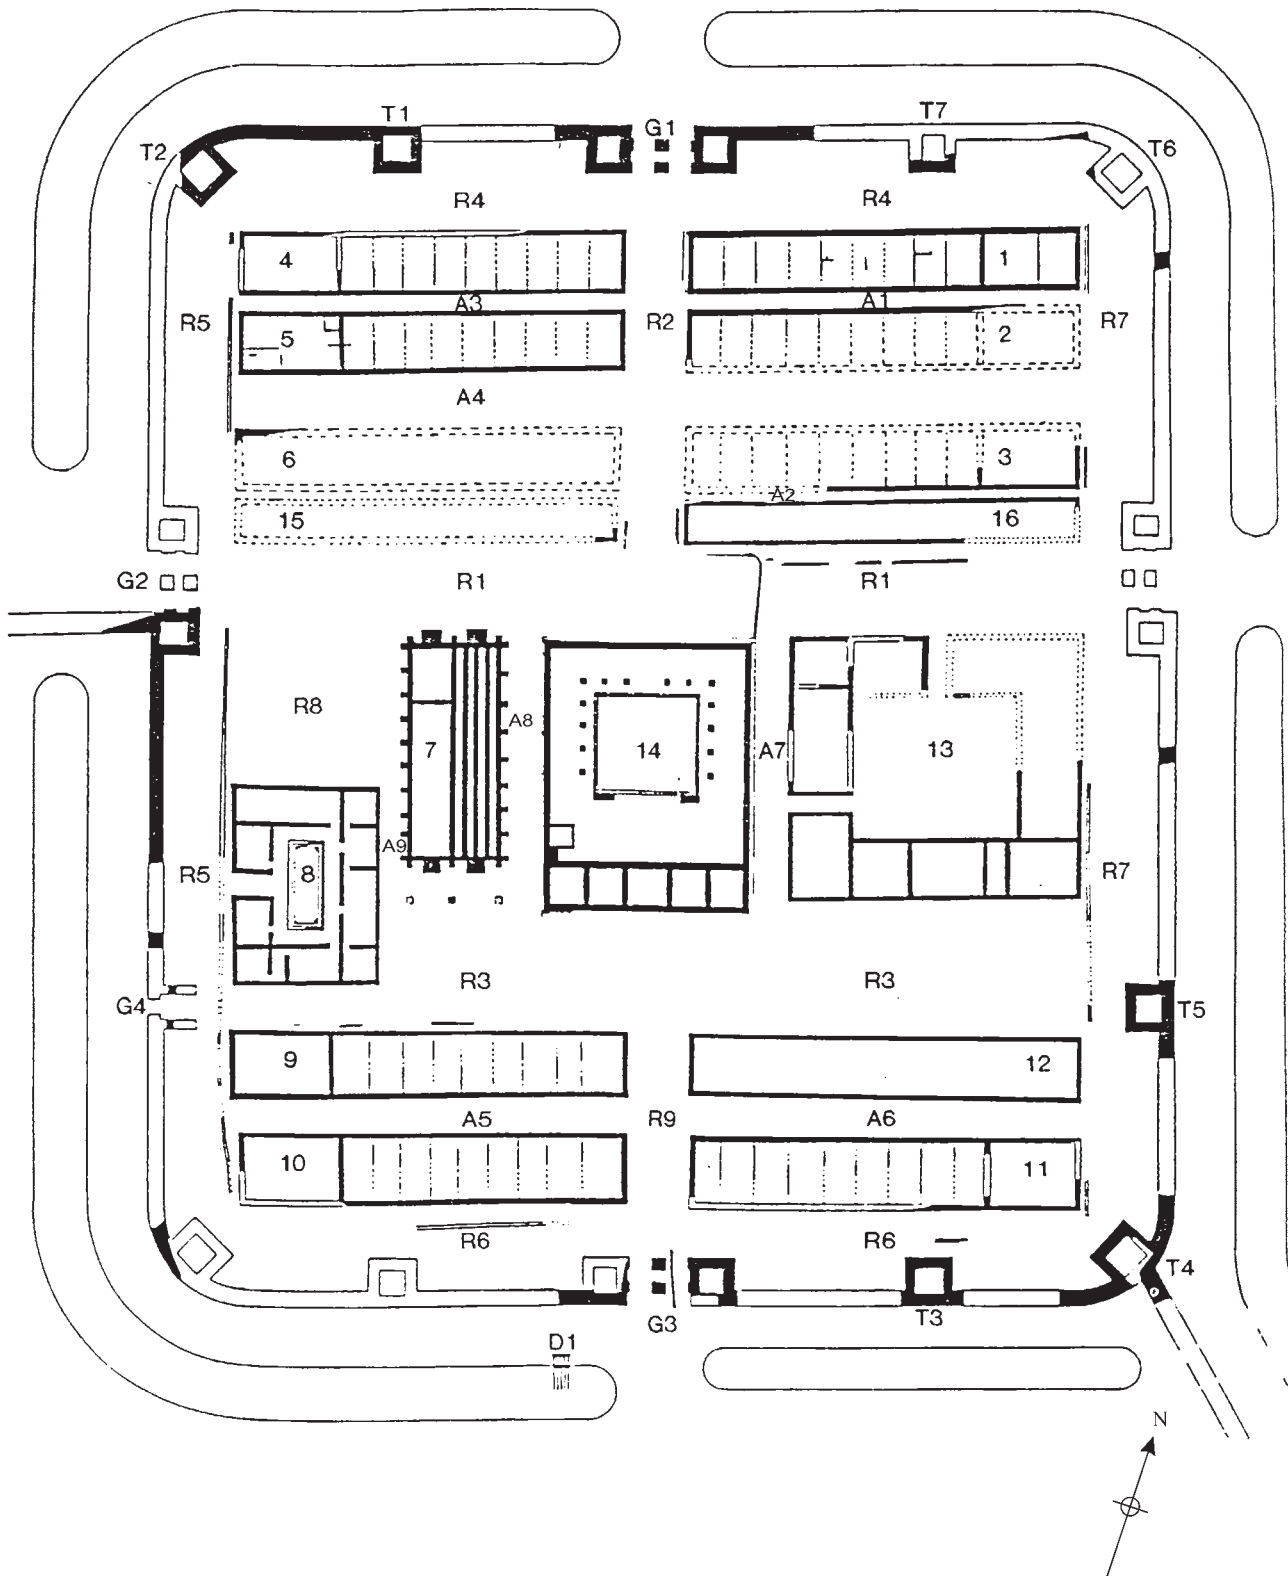 T1 G1 T7
T2 T6
R4 R4
4 1
A3 A1
R5 R2 R7
5 2
A4
6 3
A2
15 16
G2 R1 R1
R8 A8
7 14 A7 13
A9
R5 8 R7
R3 R3
G4 T5
9 12
A5 R9 A6
10 11
R6 R6
T4
G3 T3
D1
N